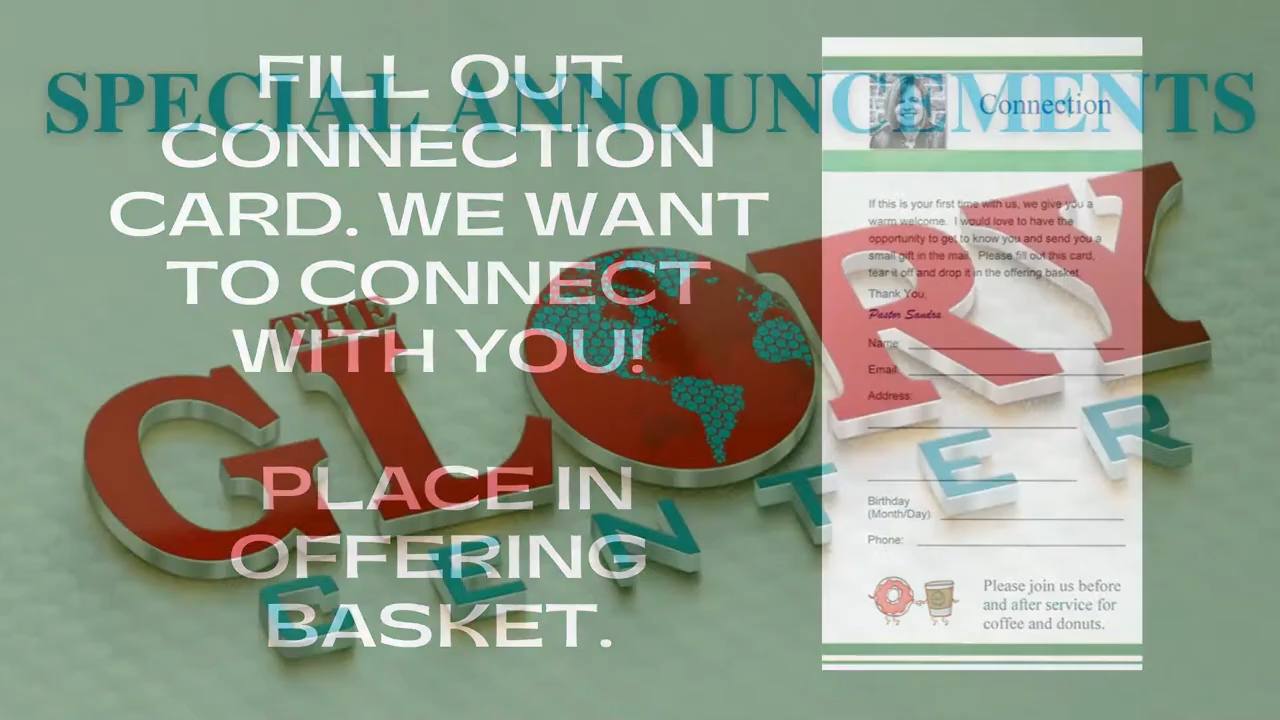 SPECIAL ANNOUNCEMENTS
FILL OUT
CONNECTION
CARD. WE WANT
TO CONNECT
WITH YOU!
PLACE IN
OFFERING
BASKET.
THE
GLORY
CENTER
Connection
If this is your first time with us, we give you a
warm welcome. I would love to have the
opportunity to get to know you and send you a
small gift in the mail. Please fill out this card,
tear it off and drop it in the offering basket.
Thank You,
Pastor Sandra
Name:
Email
Address:
Birthday
(Month/Day)
Phone:
Please join us before
and after service for
coffee and donuts.